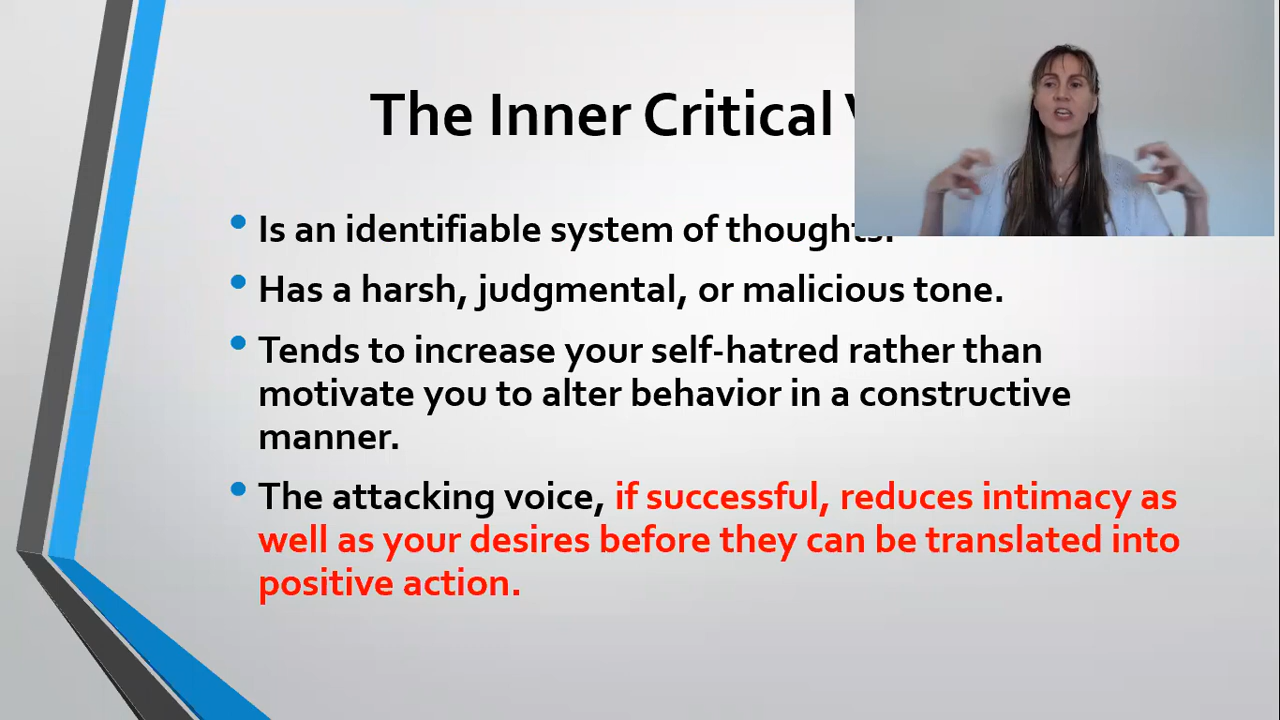 The Inner Critical
• Is an identifiable system of thoughts.
• Has a harsh, judgmental, or malicious tone.
• Tends to increase your self-hatred rather than
motivate you to alter behavior in a constructive
manner.
• The attacking voice, if successful, reduces intimacy as
well as your desires before they can be translated into
positive action.